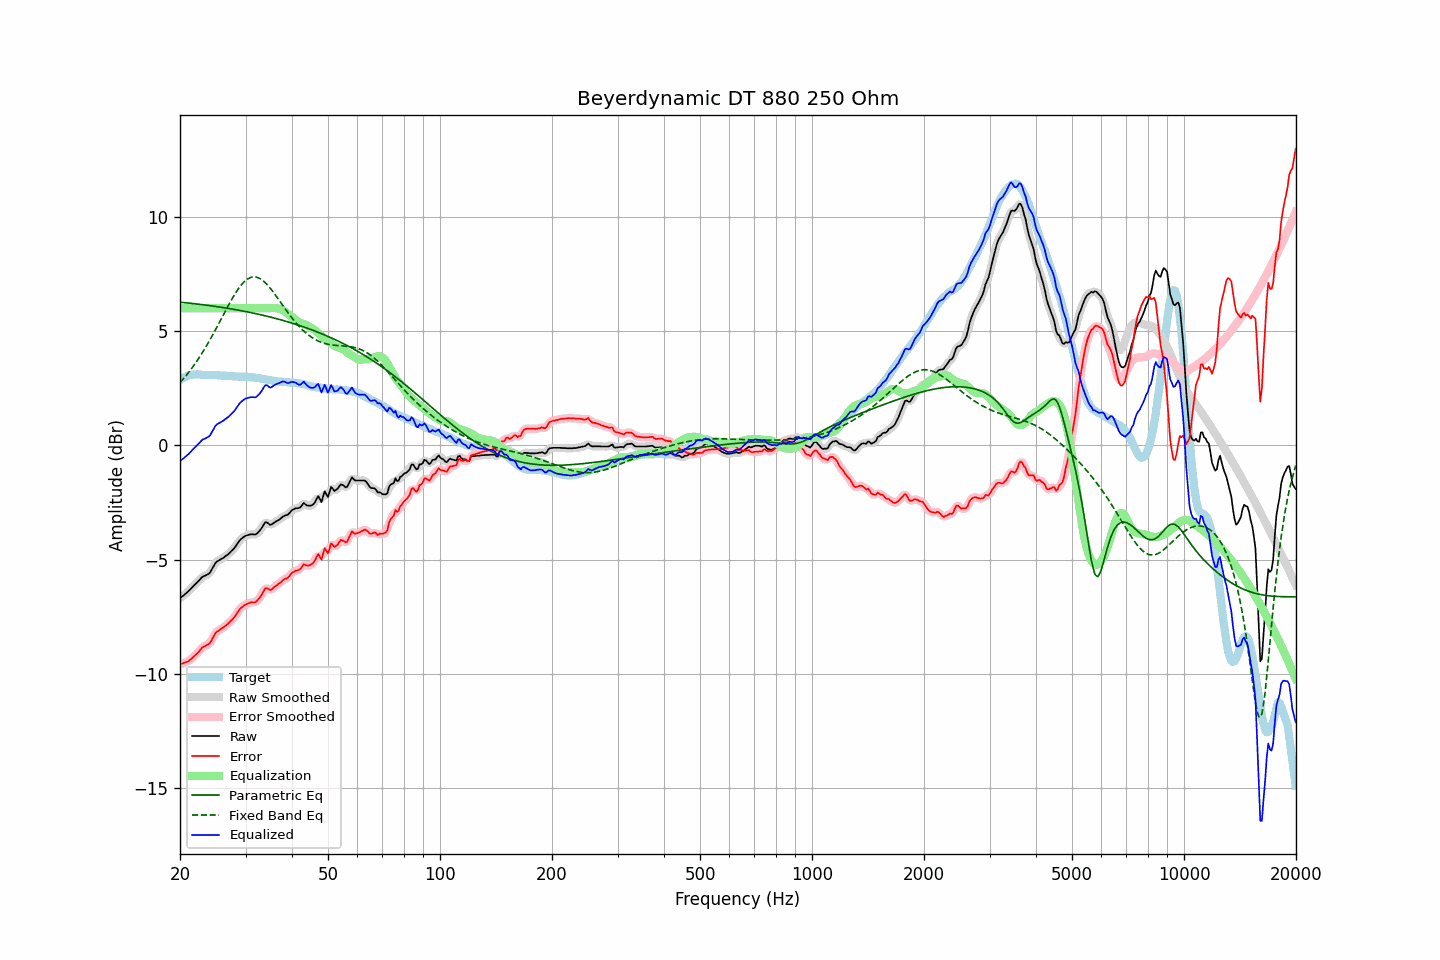 Beyerdynamic DT 880 250 Ohm
Amplitude (dBr)
10
5
0
−5
−10
−15
Target
Raw Smoothed
Error Smoothed
Raw
Error
Equalization
Parametric Eq
Fixed Band Eq
Equalized
20 50 100 200 500 1000 2000 5000 10000 20000
Frequency (Hz)